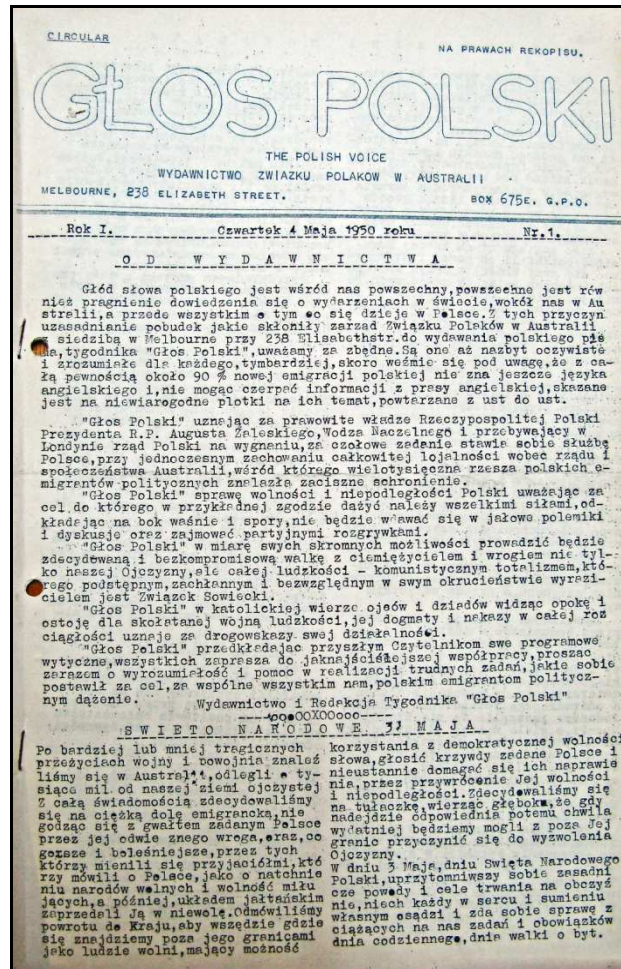 CIRCULAR
NA PRAWACH REKOPISU.
GŁOS POLSKI
THE POLISH VOICE
WYDAWNICTWO ZWIAZKU POLAKOW W AUSTRALII
MELBOURNE, 238 ELIZABETH STREET.
BOX 675E. G.P.O.
Rok I. Czwartek 4 Maja 1950 roku Nr.1.
O D W Y D A W N I C T W A
Głód słowa polskiego jest wśród nas powszechny,powszechne jest rów
nież pragnienie dowiedzenia się o wydarzeniach w świecie,wokół nas w Au
stralii,a przede wszystkim o tym co się dzieje w Polsce.Z tych przyczyn
uzasadnianie pobudek jakie skłoniły zarzad Związku Polaków w Australii
z siedzibą w Melbourne przy 238 Elisabethstr.do wydawania polskiego pis
ma,tygodnika "Głos Polski",uważamy za zbędne.Są one aż nazbyt oczywiste
i zrozumiałe dla każdego,tymbardziej,skoro weźmie się pod uwagę,że z ca-
łą pewnością około 90 % nowej emigracji polskiej nie zna jeszcze języka
angielskiego i,nie mogąc czerpać informacji z prasy angielskiej,skazane
jest na niewiarogodne plotki na ich temat,powtarzane z ust do ust.
"Głos Polski" uznając za prawowite władze Rzeczypospolitej Polski
Prezydenta R.P. Augusta Zaleskiego,Wodza Naczelnego i przebywający w
Londynie rząd Polski na wygnaniu,za czołowe zadanie stawia sobie służbę
Polsce,przy jednoczesnym zachowaniu całkowitej lojalności wobec rządu i
społeczeństwa Australii,wśród którego wielotysięczna rzesza polskich e-
migrantów politycznych znalazła zaciszne schronienie.
"Głos Polski" sprawę wolności i niepodległości Polski uważając za
cel,do którego w przykładnej zgodzie dażyć należy wszelkimi siłami,od-
kładając na bok waśnie i spory,nie będzie wdawać się w jałowe polemiki
i dyskusje oraz zajmować partyjnymi rozgrywkami.
"Głos Polski" w miarę swych skromnych możliwości prowadzić będzie
zdecydowaną i bezkompromisową walkę z ciemiężycielem i wrogiem nie tyl-
ko naszej Ojczyzny,ale całej ludzkości - komunistycznym totalizmem,któ-
rego podstępnym,zachłannym i bezwzględnym w swym okrucieństwie wyrazi-
cielem jest Związek Sowiecki.
"Głos Polski" w katolickiej wierze ojców i dziadów widząc opokę i
ostoję dla skołatanej wojną ludzkości,jej dogmaty i nakazy w całej roz
ciągłości uznaje za drogowskazy swej działalności.
"Głos Polski" przedkładając przyszłym Czytelnikom swe programowe
wytyczne,wszystkich zaprasza do jaknajściślejszej współpracy,prosząc
zarazem o wyrozumiałość i pomoc w realizacji trudnych zadań,jakie sobie
postawił za cel,za wspólne wszystkim nam,polskim emigrantom politycz-
nym dążenie.
Wydawnictwo i Redakcja Tygodnika "Głos Polski"
S W I E T O N A R O D O W E 3 M A J A
Po bardziej lub mniej tragicznych
przeżyciach wojny i powojnia znaleź
liśmy się w Australii,odlegli o ty-
siące mil od naszej ziemi ojczystej
Z całą świadomością zdecydowaliśmy
się na ciężką dolę emigrancką,nie
godząc się z gwałtem zadanym Polsce
przez jej odwie znego wroga,oraz,co
gorsze i boleśniejsze,przez tych
którzy mienili się przyjaciółmi,któ
rzy mówili o Polsce,jako o natchnie
niu narodów wolnych i wolność miłu
jących,a później,układem jałtańskim
zaprzedali Ją w niewolę.Odmówiliśmy
powrotu do Kraju,aby wszędzie gdzie
się znajdziemy poza jego granicami
jako ludzie wolni,mający możność
korzystania z demokratycznej wolności
słowa,głosić krzywdy zadane Polsce i
nieustannie domagać się ich naprawie
nia,przez przywrócenie Jej wolności
i niepodległości.Zdecydowaliśmy się
na tułaczkę,wierząc głęboko,że gdy
nadejdzie odpowiednia potemu chwila
wydatniej będziemy mogli z poza Jej
granic przyczynić się do wyzwolenia
Ojczyzny.
W dniu 3 Maja,dniu Święta Narodowego
Polski,uprzytomniwszy sobie zasadni
cze powody i cele trwania na obczyź
nie,niech każdy w sercu i sumieniu
własnym osądzi i zda sobie sprawę z
ciążących na nas zadań i obowiązków
dnia codziennego,dnia walki o byt.